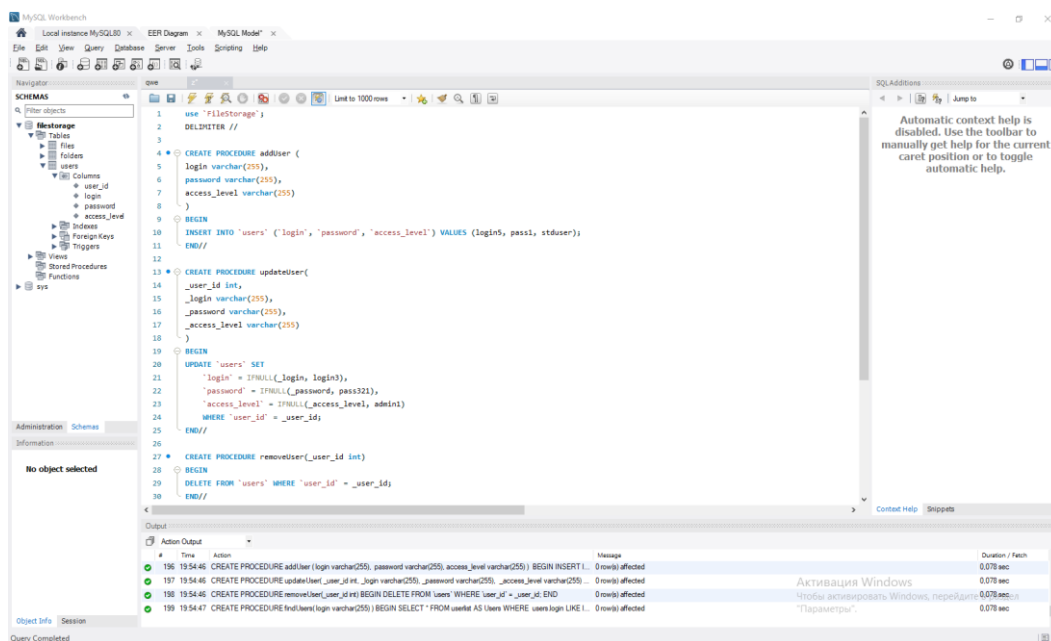 MySQL Workbench
Local instance MySQL80 × EER Diagram × MySQL Model* ×
File Edit View Query Database Server Tools Scripting Help
Navigator
SCHEMAS
Filter objects
filestorage
Tables
files
folders
users
Columns
user_id
login
password
access_level
Indexes
Foreign Keys
Triggers
Views
Stored Procedures
Functions
sys
Administration Schemas
Information
No object selected
Object Info Session
Query Completed
owe
Limit to 1000 rows
1 use `FileStorage`;
2 DELIMITER //
3
4 CREATE PROCEDURE addUser (
5 login varchar(255),
6 password varchar(255),
7 access_level varchar(255)
8 )
9 BEGIN
10 INSERT INTO `users` (`login`, `password`, `access_level`) VALUES (login5, pass1, stduser);
11 END//
12
13 CREATE PROCEDURE updateUser(
14 _user_id int,
15 _login varchar(255),
16 _password varchar(255),
17 _access_level varchar(255)
18 )
19 BEGIN
20 UPDATE `users` SET
21 `login` = IFNULL(_login, login3),
22 `password` = IFNULL(_password, pass321),
23 `access_level` = IFNULL(_access_level, admin1)
24 WHERE `user_id` = _user_id;
25 END//
26
27 CREATE PROCEDURE removeUser(_user_id int)
28 BEGIN
29 DELETE FROM `users` WHERE `user_id` = _user_id;
30 END//
SQLAdditions
Jump to
Automatic context help is
disabled. Use the toolbar to
manually get help for the current
caret position or to toggle
automatic help.
Context Help Snippets
Output
Action Output
# Time Action Message Duration / Fetch
196 19:54:46 CREATE PROCEDURE addUser ( login varchar(255), password varchar(255), access_level varchar(255) ) BEGIN INSERT I... 0 row(s) affected 0,078 sec
197 19:54:46 CREATE PROCEDURE updateUser( _user_id int, _login varchar(255), _password varchar(255), _access_level varchar(255) ... 0 row(s) affected 0,078 sec
198 19:54:46 CREATE PROCEDURE removeUser(_user_id int) BEGIN DELETE FROM `users` WHERE `user_id` = _user_id; END 0 row(s) affected 0,078 sec
199 19:54:47 CREATE PROCEDURE findUsers( login varchar(255) ) BEGIN SELECT * FROM userlist AS Users WHERE users.login LIKE l... 0 row(s) affected 0,078 sec
Активация Windows
Чтобы активировать Windows, перейдите в раздел
"Параметры".